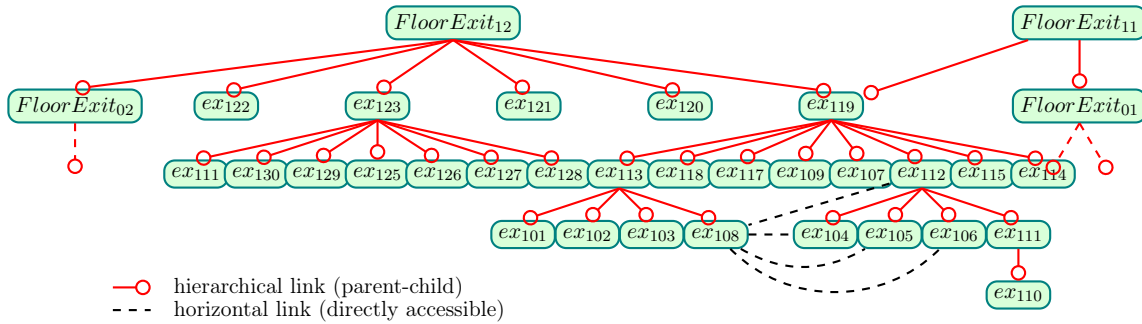 FloorExit₁₂ FloorExit₁₁
FloorExit₀₂ ex₁₂₂ ex₁₂₃ ex₁₂₁ ex₁₂₀ ex₁₁₉ FloorExit₀₁
ex₁₁₁ ex₁₃₀ ex₁₂₉ ex₁₂₅ ex₁₂₆ ex₁₂₇ ex₁₂₈ ex₁₁₃ ex₁₁₈ ex₁₁₇ ex₁₀₉ ex₁₀₇ ex₁₁₂ ex₁₁₅ ex₁₁₄
ex₁₀₁ ex₁₀₂ ex₁₀₃ ex₁₀₈ ex₁₀₄ ex₁₀₅ ex₁₀₆ ex₁₁₁
ex₁₁₀
hierarchical link (parent-child)
horizontal link (directly accessible)